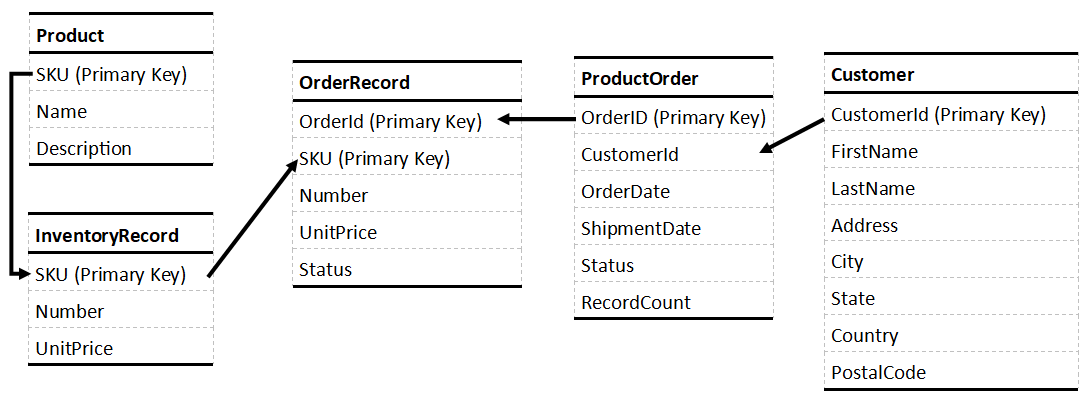 Product
SKU (Primary Key)
Name
Description
InventoryRecord
SKU (Primary Key)
Number
UnitPrice
OrderRecord
OrderId (Primary Key)
SKU (Primary Key)
Number
UnitPrice
Status
ProductOrder
OrderID (Primary Key)
CustomerId
OrderDate
ShipmentDate
Status
RecordCount
Customer
CustomerId (Primary Key)
FirstName
LastName
Address
City
State
Country
PostalCode